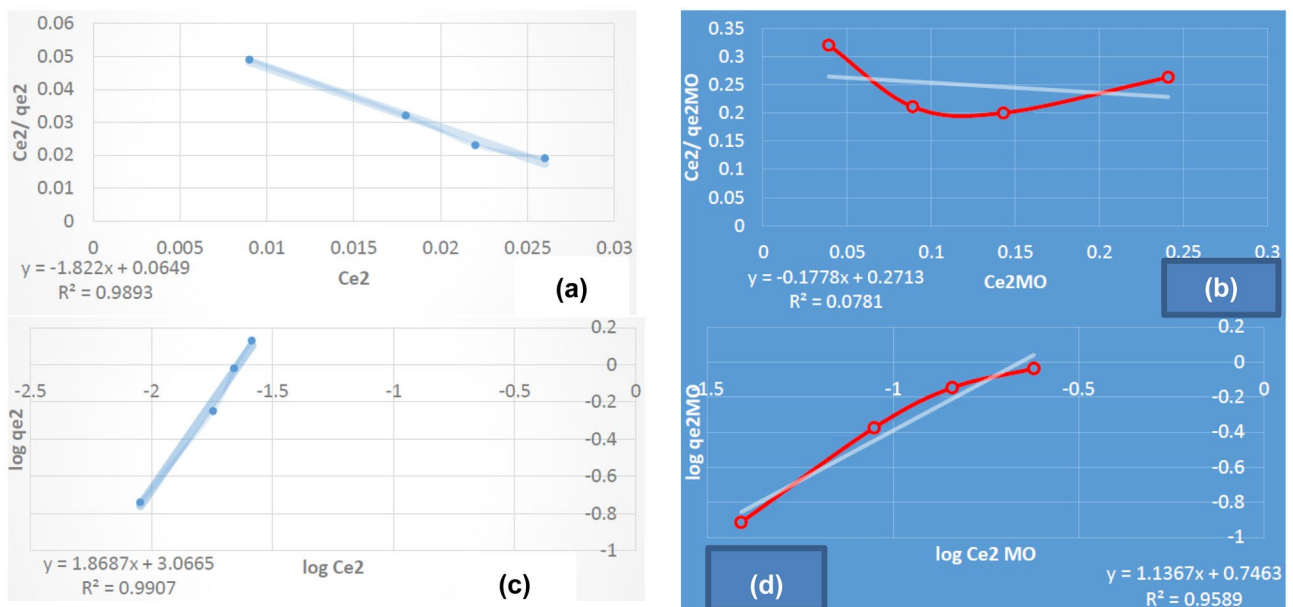 0.06
0.05
0.04
0.03
0.02
0.01
0
Ce2/ qe2
0
0.005
0.01
0.015
0.02
0.025
0.03
y = -1.822x + 0.0649
R² = 0.9893
Ce2
(a)
0.35
0.3
0.25
0.2
0.15
0.1
0.05
0
Ce2/ qe2MO
0
0.05
0.1
0.15
0.2
0.25
0.3
y = -0.1778x + 0.2713
R² = 0.0781
Ce2MO
(b)
0.2
0
-0.2
-0.4
-0.6
-0.8
-1
-2.5
-2
-1.5
-1
-0.5
0
log qe2
y = 1.8687x + 3.0665
R² = 0.9907
log Ce2
(c)
0.2
0
-0.2
-0.4
-0.6
-0.8
-1
-1.5
-1
-0.5
0
log qe2MO
log Ce2 MO
(d)
y = 1.1367x + 0.7463
R² = 0.9589